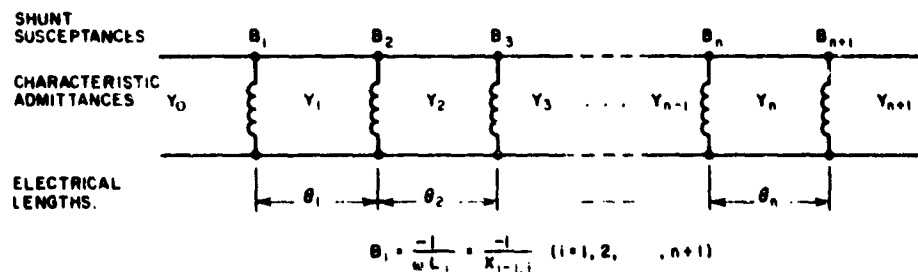 SHUNT
SUSCEPTANCES B₁ B₂ B₃ Bₙ Bₙ₊₁
CHARACTERISTIC
ADMITTANCES Y₀ Y₁ Y₂ Y₃ · · · Yₙ₋₁ Yₙ Yₙ₊₁
ELECTRICAL
LENGTHS. θ₁ θ₂ θₙ
Bᵢ = -1/(ωLᵢ) = -1/(Xᵢ₋₁,ᵢ) (i=1, 2, , n+1)